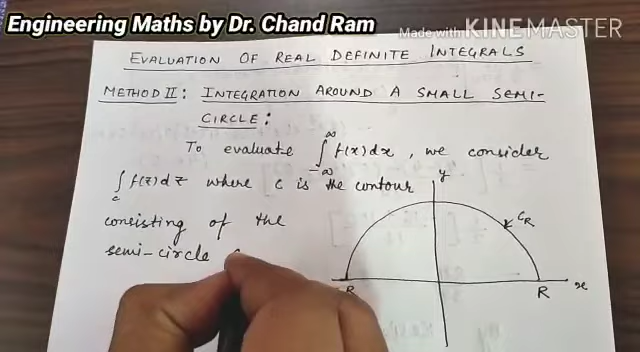 Engineering Maths by Dr. Chand Ram
Made with KINEMASTER
EVALUATION OF REAL DEFINITE INTEGRALS
METHOD II: INTEGRATION AROUND A SMALL SEMI-
CIRCLE:
To evaluate ∫_{-∞}^{∞} f(x)dx, we consider
∫_c f(z)dz where c is the contour
consisting of the
semi-circle
y
C_R
R
R
x